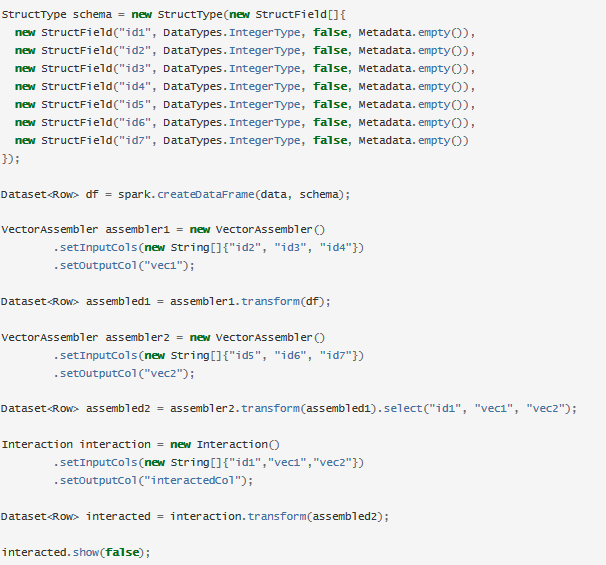 StructType schema = new StructType(new StructField[]{
  new StructField("id1", DataTypes.IntegerType, false, Metadata.empty()),
  new StructField("id2", DataTypes.IntegerType, false, Metadata.empty()),
  new StructField("id3", DataTypes.IntegerType, false, Metadata.empty()),
  new StructField("id4", DataTypes.IntegerType, false, Metadata.empty()),
  new StructField("id5", DataTypes.IntegerType, false, Metadata.empty()),
  new StructField("id6", DataTypes.IntegerType, false, Metadata.empty()),
  new StructField("id7", DataTypes.IntegerType, false, Metadata.empty())
});

Dataset<Row> df = spark.createDataFrame(data, schema);

VectorAssembler assembler1 = new VectorAssembler()
        .setInputCols(new String[]{"id2", "id3", "id4"})
        .setOutputCol("vec1");

Dataset<Row> assembled1 = assembler1.transform(df);

VectorAssembler assembler2 = new VectorAssembler()
        .setInputCols(new String[]{"id5", "id6", "id7"})
        .setOutputCol("vec2");

Dataset<Row> assembled2 = assembler2.transform(assembled1).select("id1", "vec1", "vec2");

Interaction interaction = new Interaction()
        .setInputCols(new String[]{"id1","vec1","vec2"})
        .setOutputCol("interactedCol");

Dataset<Row> interacted = interaction.transform(assembled2);

interacted.show(false);